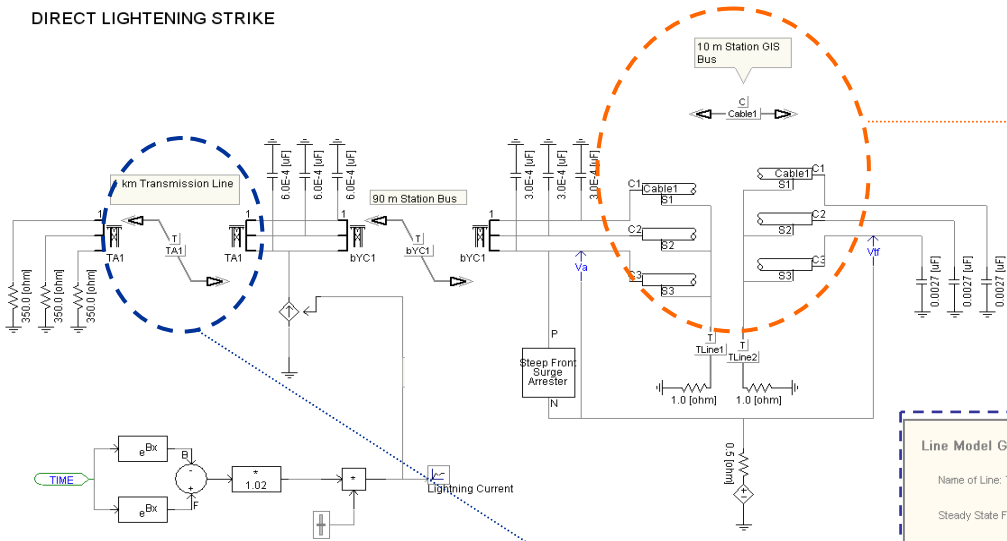 DIRECT LIGHTENING STRIKE
10 m Station GIS
Bus
C
Cable1
km Transmission Line
6.0E-4 [uF]
6.0E-4 [uF]
6.0E-4 [uF]
90 m Station Bus
3.0E-4 [uF]
3.0E-4 [uF]
3.0E-4 [uF]
1
TA1
T
TA1
1
TA1
1
bYC1
T
bYC1
1
bYC1
350.0 [ohm]
350.0 [ohm]
350.0 [ohm]
C1
Cable1
S1
C2
S2
C3
S3
Cable1
C1
S1
C2
S2
C3
S3
Va
Vtf
0.0027 [uF]
0.0027 [uF]
0.0027 [uF]
T
TLine1
T
TLine2
1.0 [ohm]
1.0 [ohm]
P
Steep Front
Surge
Arrester
N
0.5 [ohm]
TIME
e Bx
e Bx
B
-
+
F
*
1.02
*
Lightning Current
Line Model G
Name of Line: T
Steady State F